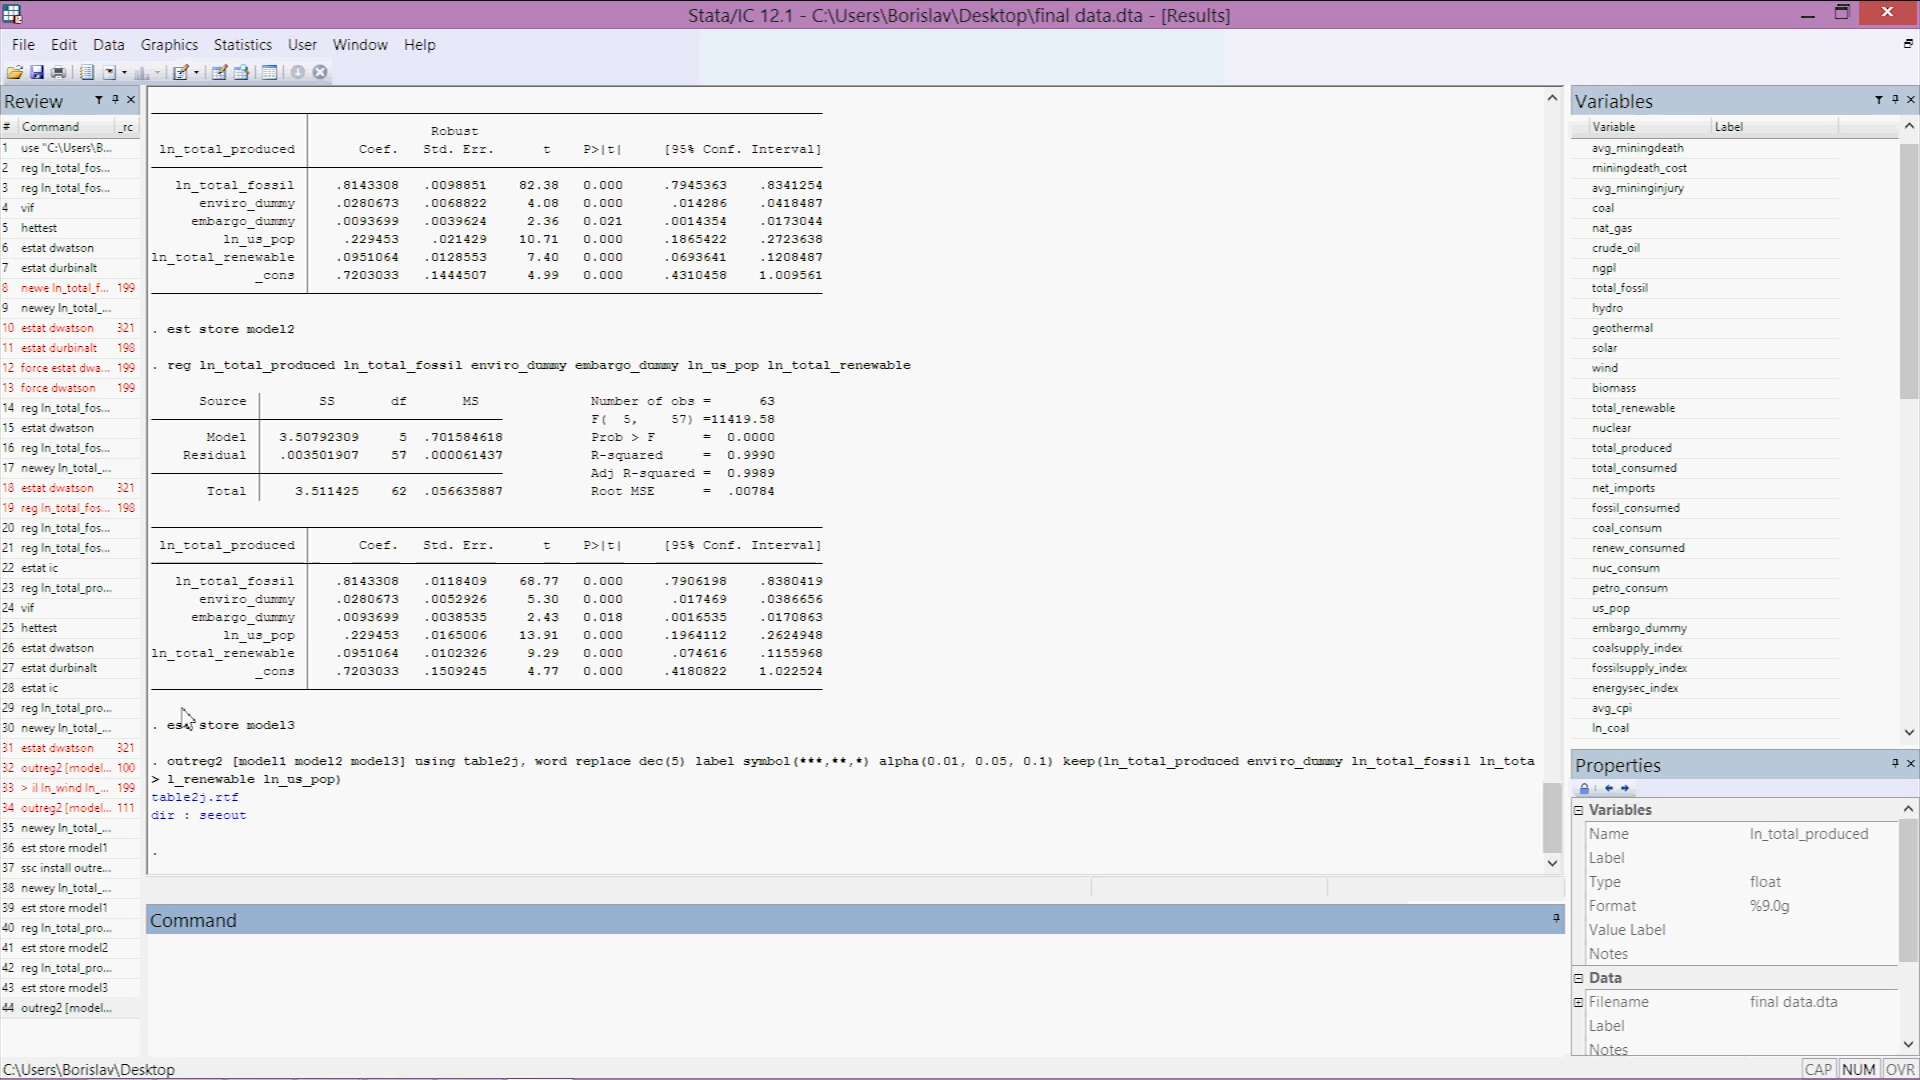 Stata/IC 12.1 - C:\Users\Borislav\Desktop\final data.dta - [Results]
File Edit Data Graphics Statistics User Window Help
Review
# Command _rc
1 use "C:\Users\B...
2 reg ln_total_fos...
3 reg ln_total_fos...
4 vif
5 hettest
6 estat dwatson
7 estat durbinalt
8 newe ln_total_f... 199
9 newey ln_total_...
10 estat dwatson 321
11 estat durbinalt 198
12 force estat dwa... 199
13 force dwatson 199
14 reg ln_total_fos...
15 estat dwatson
16 reg ln_total_fos...
17 newey ln_total_...
18 estat dwatson 321
19 reg ln_total_fos... 198
20 reg ln_total_fos...
21 reg ln_total_fos...
22 estat ic
23 reg ln_total_pro...
24 vif
25 hettest
26 estat dwatson
27 estat durbinalt
28 estat ic
29 reg ln_total_pro...
30 newey ln_total_...
31 estat dwatson 321
32 outreg2 [model... 100
33 > il ln_wind ln_... 199
34 outreg2 [model... 111
35 newey ln_total_...
36 est store model1
37 ssc install outre...
38 newey ln_total_...
39 est store model1
40 reg ln_total_pro...
41 est store model2
42 reg ln_total_pro...
43 est store model3
44 outreg2 [model...
Robust
ln_total_produced Coef. Std. Err. t P>|t| [95% Conf. Interval]
ln_total_fossil .8143308 .0098851 82.38 0.000 .7945363 .8341254
enviro_dummy .0280673 .0068822 4.08 0.000 .014286 .0418487
embargo_dummy .0093699 .0039624 2.36 0.021 .0014354 .0173044
ln_us_pop .229453 .021429 10.71 0.000 .1865422 .2723638
ln_total_renewable .0951064 .0128553 7.40 0.000 .0693641 .1208487
_cons .7203033 .1444507 4.99 0.000 .4310458 1.009561
. est store model2
. reg ln_total_produced ln_total_fossil enviro_dummy embargo_dummy ln_us_pop ln_total_renewable
Source SS df MS Number of obs = 63
F( 5, 57) =11419.58
Model 3.50792309 5 .701584618 Prob > F = 0.0000
Residual .003501907 57 .000061437 R-squared = 0.9990
Adj R-squared = 0.9989
Total 3.511425 62 .056635887 Root MSE = .00784
ln_total_produced Coef. Std. Err. t P>|t| [95% Conf. Interval]
ln_total_fossil .8143308 .0118409 68.77 0.000 .7906198 .8380419
enviro_dummy .0280673 .0052926 5.30 0.000 .017469 .0386656
embargo_dummy .0093699 .0038535 2.43 0.018 .0016535 .0170863
ln_us_pop .229453 .0165006 13.91 0.000 .1964112 .2624948
ln_total_renewable .0951064 .0102326 9.29 0.000 .074616 .1155968
_cons .7203033 .1509245 4.77 0.000 .4180822 1.022524
. est store model3
. outreg2 [model1 model2 model3] using table2j, word replace dec(5) label symbol(***,**,*) alpha(0.01, 0.05, 0.1) keep(ln_total_produced enviro_dummy ln_total_fossil ln_tota
> l_renewable ln_us_pop)
table2j.rtf
dir : seeout
.
Command
Variables
Variable Label
avg_miningdeath
miningdeath_cost
avg_mininginjury
coal
nat_gas
crude_oil
ngpl
total_fossil
hydro
geothermal
solar
wind
biomass
total_renewable
nuclear
total_produced
total_consumed
net_imports
fossil_consumed
coal_consum
renew_consumed
nuc_consum
petro_consum
us_pop
embargo_dummy
coalsupply_index
fossilsupply_index
energysec_index
avg_cpi
ln_coal
Properties
Variables
Name ln_total_produced
Label
Type float
Format %9.0g
Value Label
Notes
Data
Filename final data.dta
Label
Notes
C:\Users\Borislav\Desktop
CAP NUM OVR